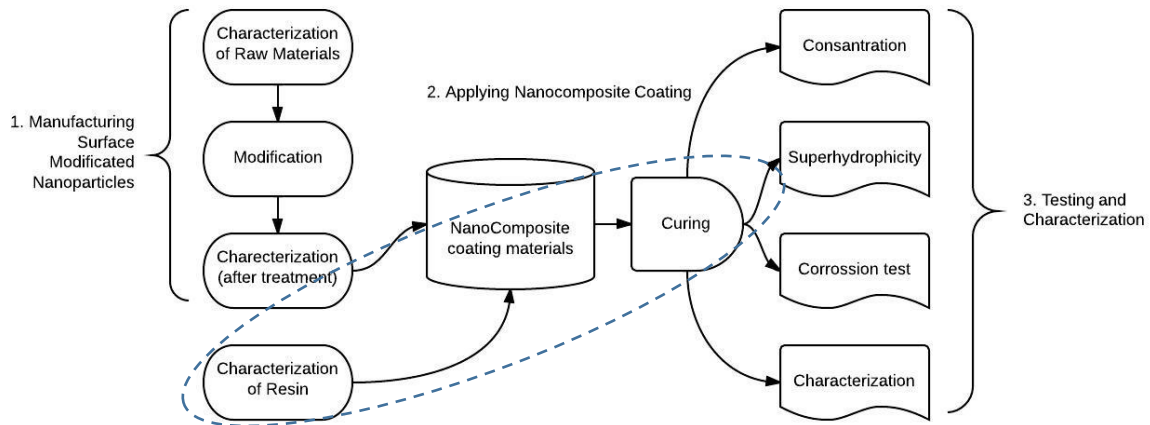 1. Manufacturing
Surface
Modificated
Nanoparticles
Characterization
of Raw Materials
Modification
Charecterization
(after treatment)
Characterization
of Resin
2. Applying Nanocomposite Coating
NanoComposite
coating materials
Curing
Consantration
Superhydrophicity
Corrossion test
Characterization
3. Testing and
Characterization